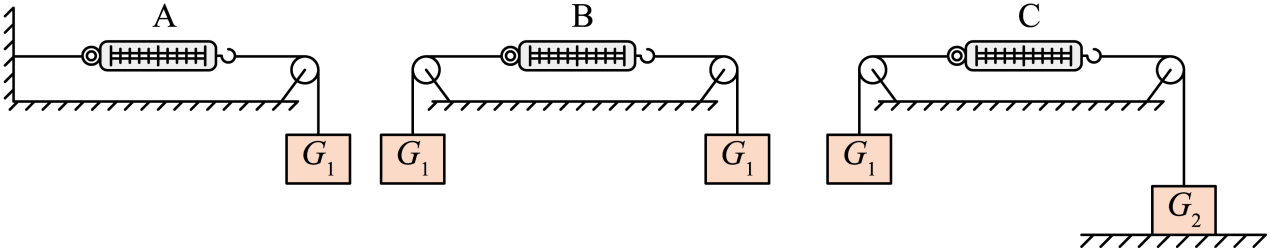 A B C
G₁ G₁ G₁ G₁
G₂